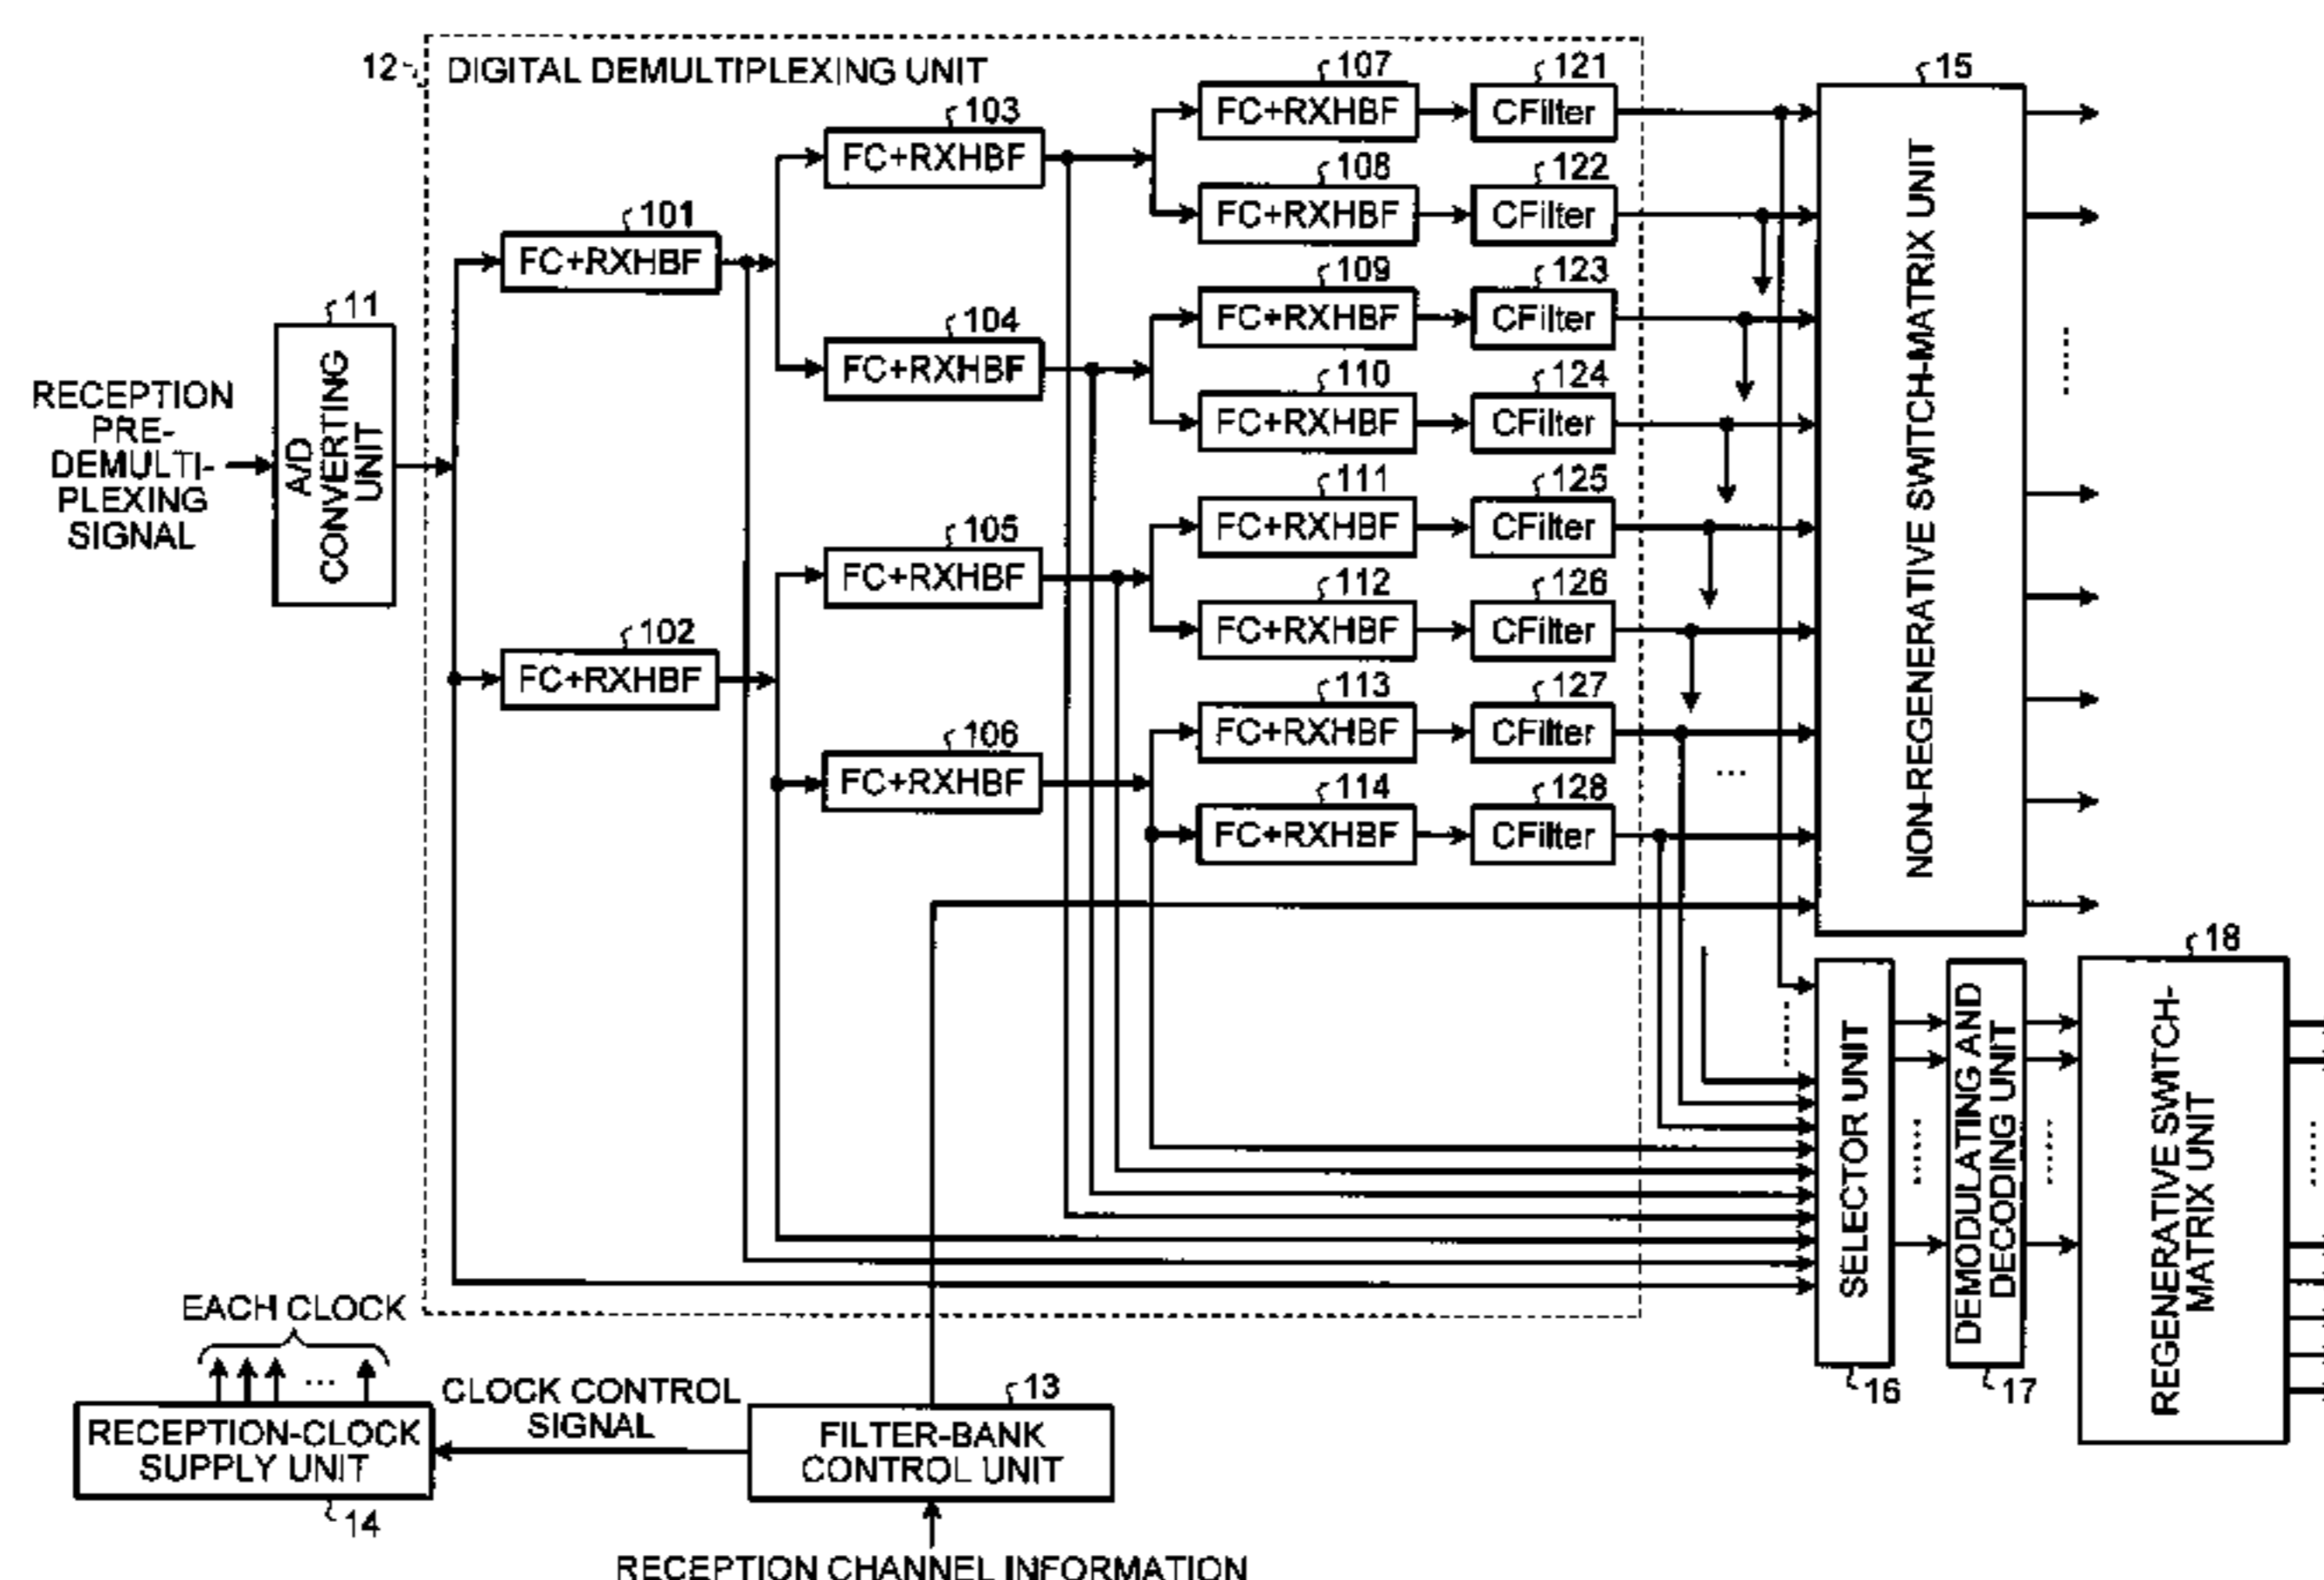 12
DIGITAL DEMULTIPLEXING UNIT
107
FC+RXHBF
121
CFilter
15
NON-REGENERATIVE SWITCH-MATRIX UNIT
103
FC+RXHBF
108
FC+RXHBF
122
CFilter
101
FC+RXHBF
109
FC+RXHBF
123
CFilter
11
A/D
CONVERTING
UNIT
104
FC+RXHBF
110
FC+RXHBF
124
CFilter
RECEPTION
PRE-
DEMULTI-
PLEXING
SIGNAL
111
FC+RXHBF
125
CFilter
105
FC+RXHBF
112
FC+RXHBF
126
CFilter
102
FC+RXHBF
113
FC+RXHBF
127
CFilter
...
106
FC+RXHBF
114
FC+RXHBF
128
CFilter
SELECTOR UNIT
16
DEMODULATING AND
DECODING UNIT
17
18
REGENERATIVE SWITCH-
MATRIX UNIT
EACH CLOCK
...
RECEPTION-CLOCK
SUPPLY UNIT
14
CLOCK CONTROL
SIGNAL
13
FILTER-BANK
CONTROL UNIT
RECEPTION CHANNEL INFORMATION